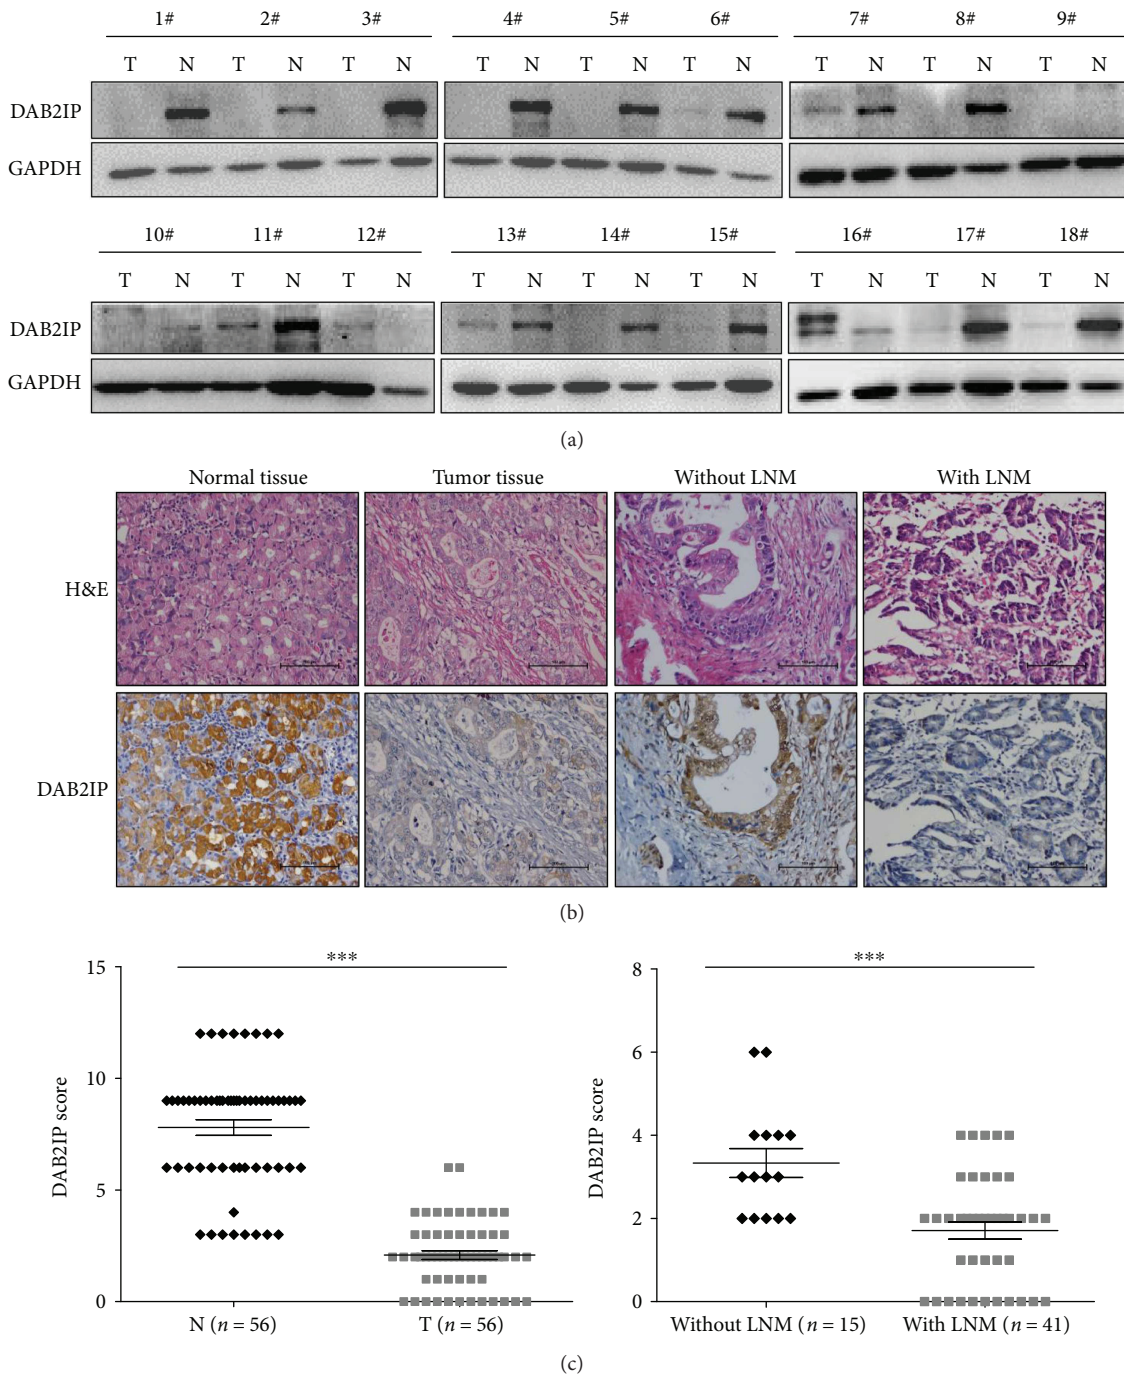 1# 2# 3# 4# 5# 6# 7# 8# 9#
T N T N T N T N T N T N T N T N T N
DAB2IP
GAPDH
10# 11# 12# 13# 14# 15# 16# 17# 18#
T N T N T N T N T N T N T N T N T N
DAB2IP
GAPDH
(a)
Normal tissue Tumor tissue Without LNM With LNM
H&E
DAB2IP
(b)
*** ***
15 10 5 0
DAB2IP score
N (n = 56) T (n = 56)
8 6 4 2 0
DAB2IP score
Without LNM (n = 15) With LNM (n = 41)
(c)